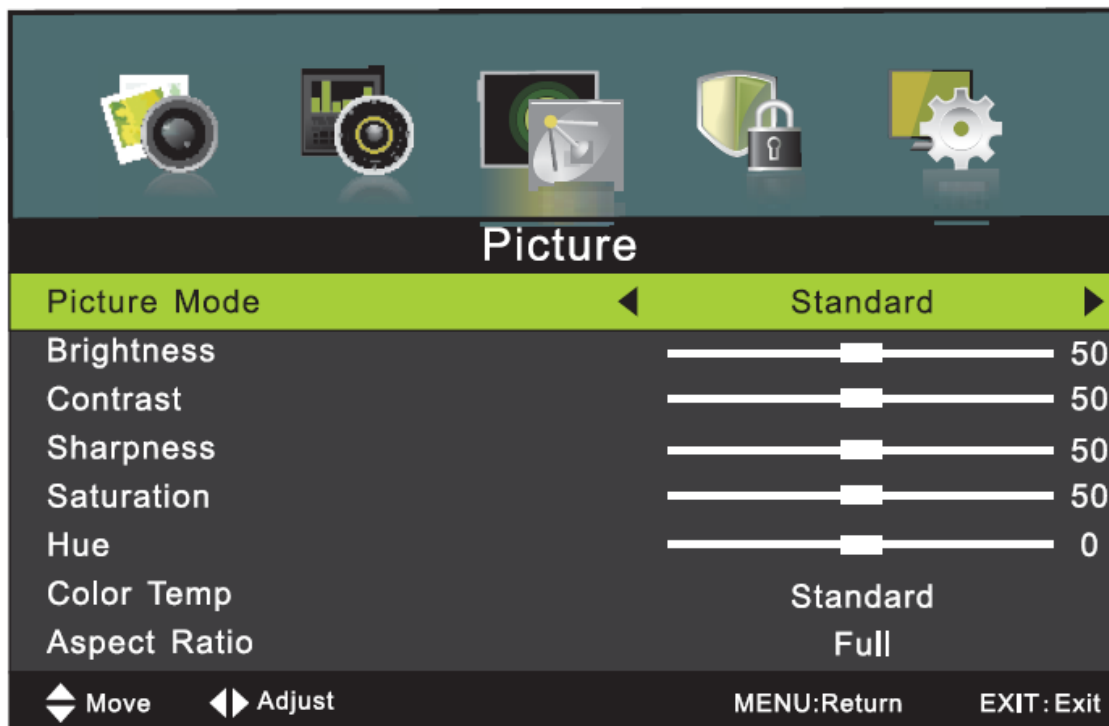 Picture
Picture Mode Standard
Brightness 50
Contrast 50
Sharpness 50
Saturation 50
Hue 0
Color Temp Standard
Aspect Ratio Full
Move Adjust MENU:Return EXIT:Exit